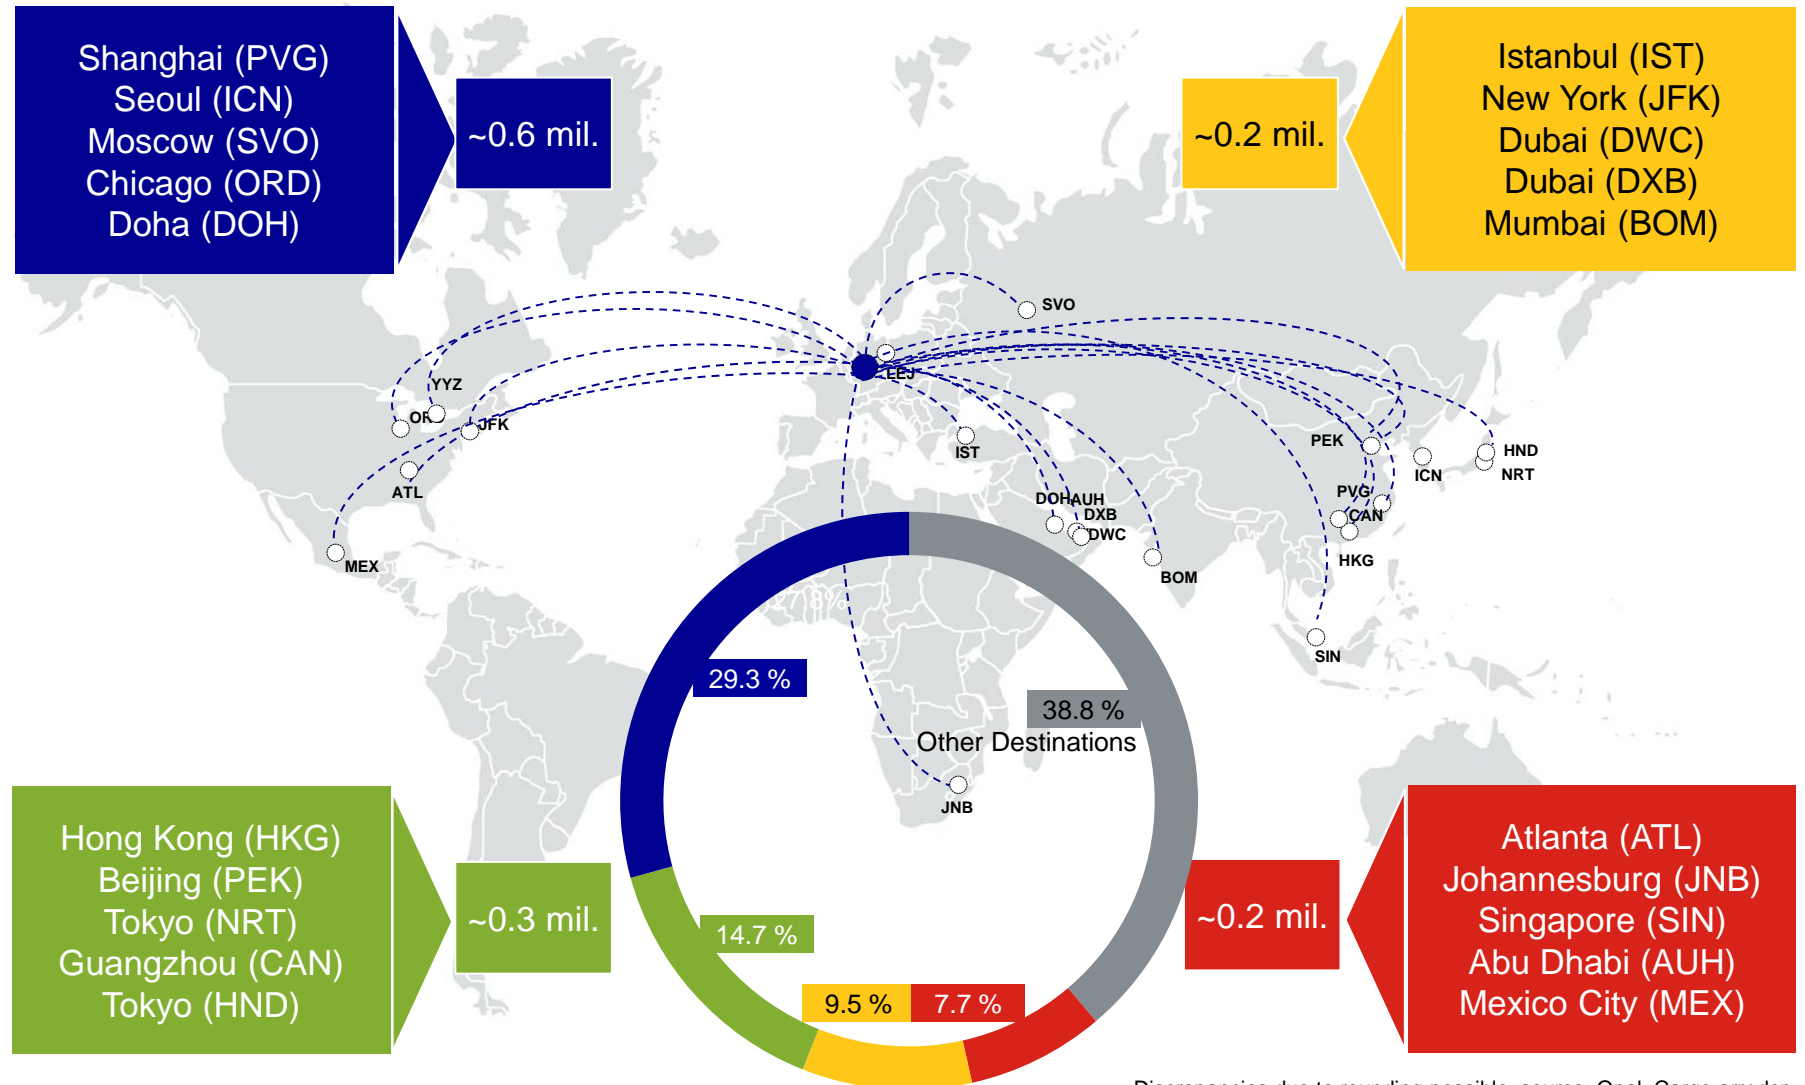 Shanghai (PVG)
Seoul (ICN)
Moscow (SVO)
Chicago (ORD)
Doha (DOH)
~0.6 mil.
~0.2 mil.
Istanbul (IST)
New York (JFK)
Dubai (DWC)
Dubai (DXB)
Mumbai (BOM)
SVO
LEJ
YYZ
JFK
ATL
MEX
IST
DOH
AUH
DXB
DWC
BOM
PEK
ICN
HND
NRT
PVG
CAN
HKG
SIN
JNB
27.8%
29.3 %
38.8 %
Other Destinations
14.7 %
9.5 %
7.7 %
Hong Kong (HKG)
Beijing (PEK)
Tokyo (NRT)
Guangzhou (CAN)
Tokyo (HND)
~0.3 mil.
~0.2 mil.
Atlanta (ATL)
Johannesburg (JNB)
Singapore (SIN)
Abu Dhabi (AUH)
Mexico City (MEX)